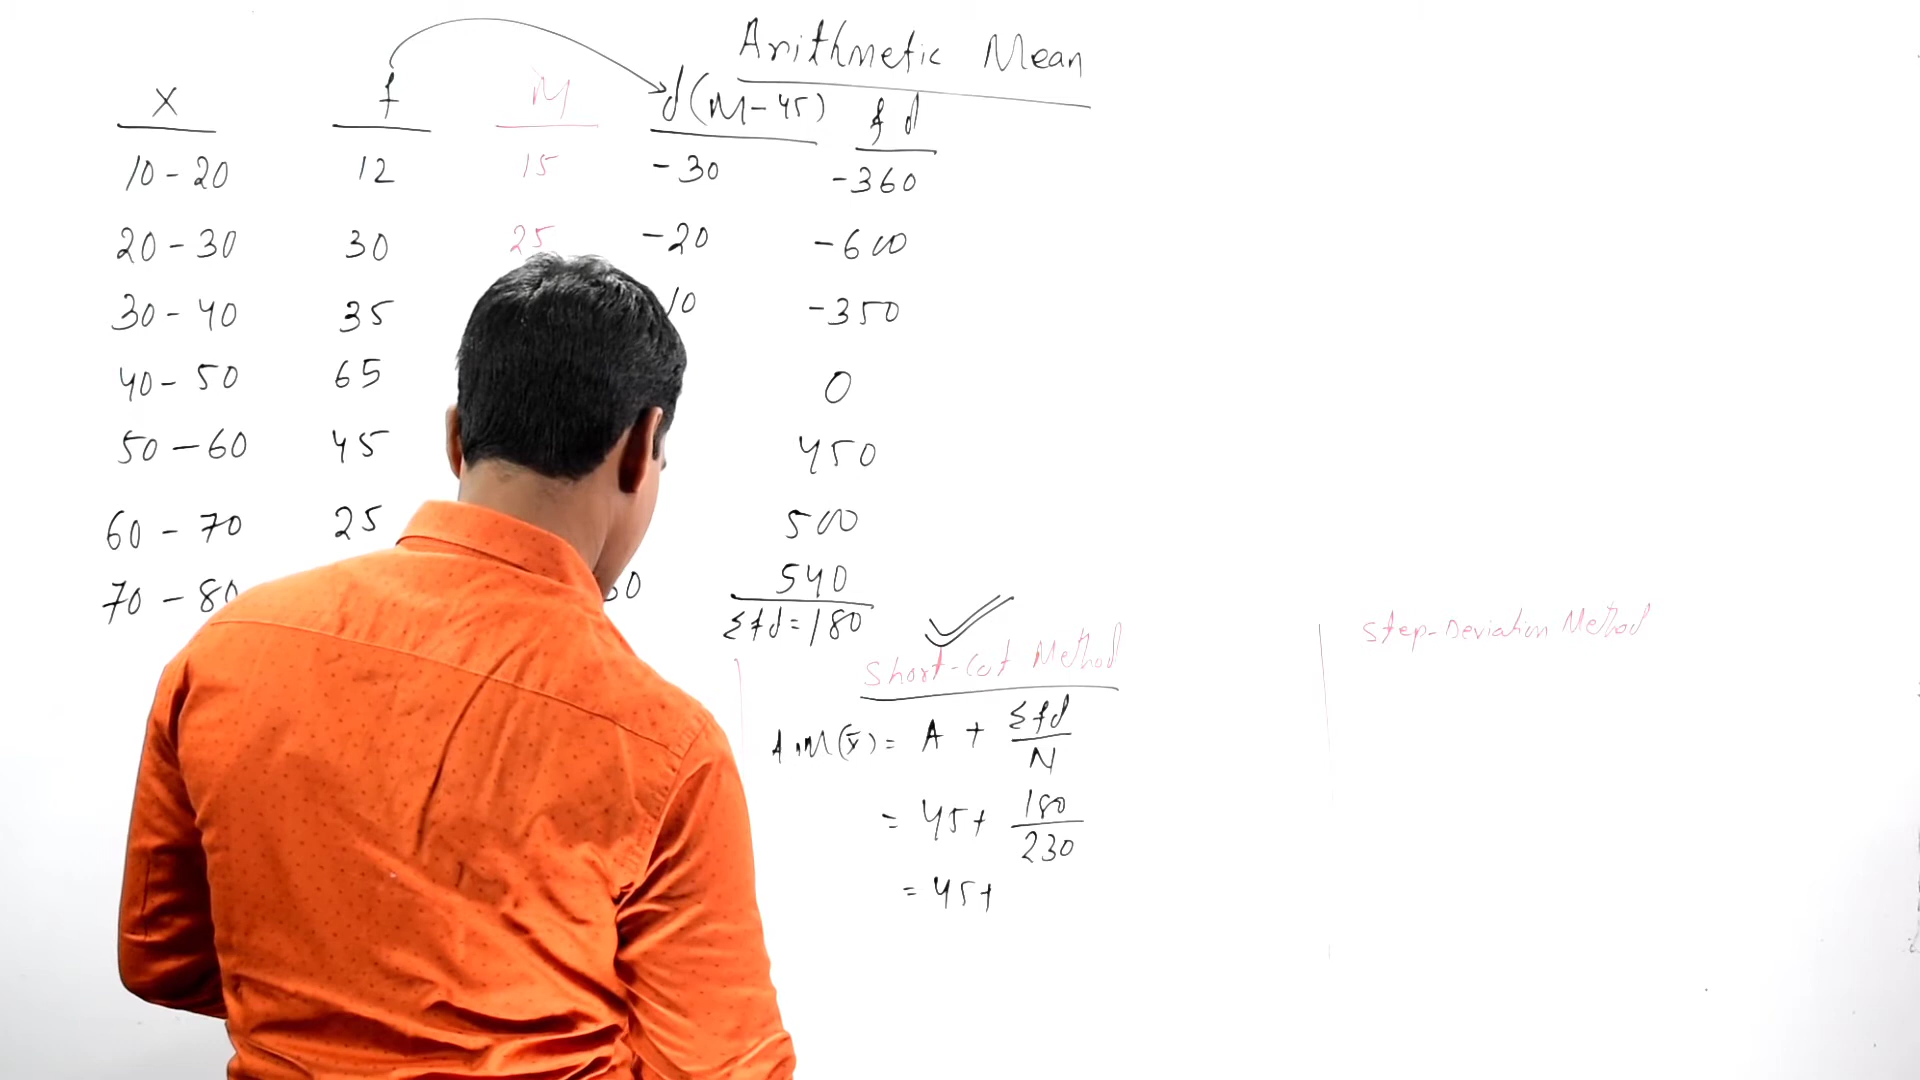 Arithmetic Mean
X f M d(M-45) fd
10-20 12 15 -30 -360
20-30 30 25 -20 -600
30-40 35 10 -350
40-50 65 0
50-60 45 450
60-70 25 500
70-80 540
Σfd=180
Short-Cut Method
A.M(x̄)= A + Σfd/N
= 45+ 180/230
= 45+
Step-Deviation Method